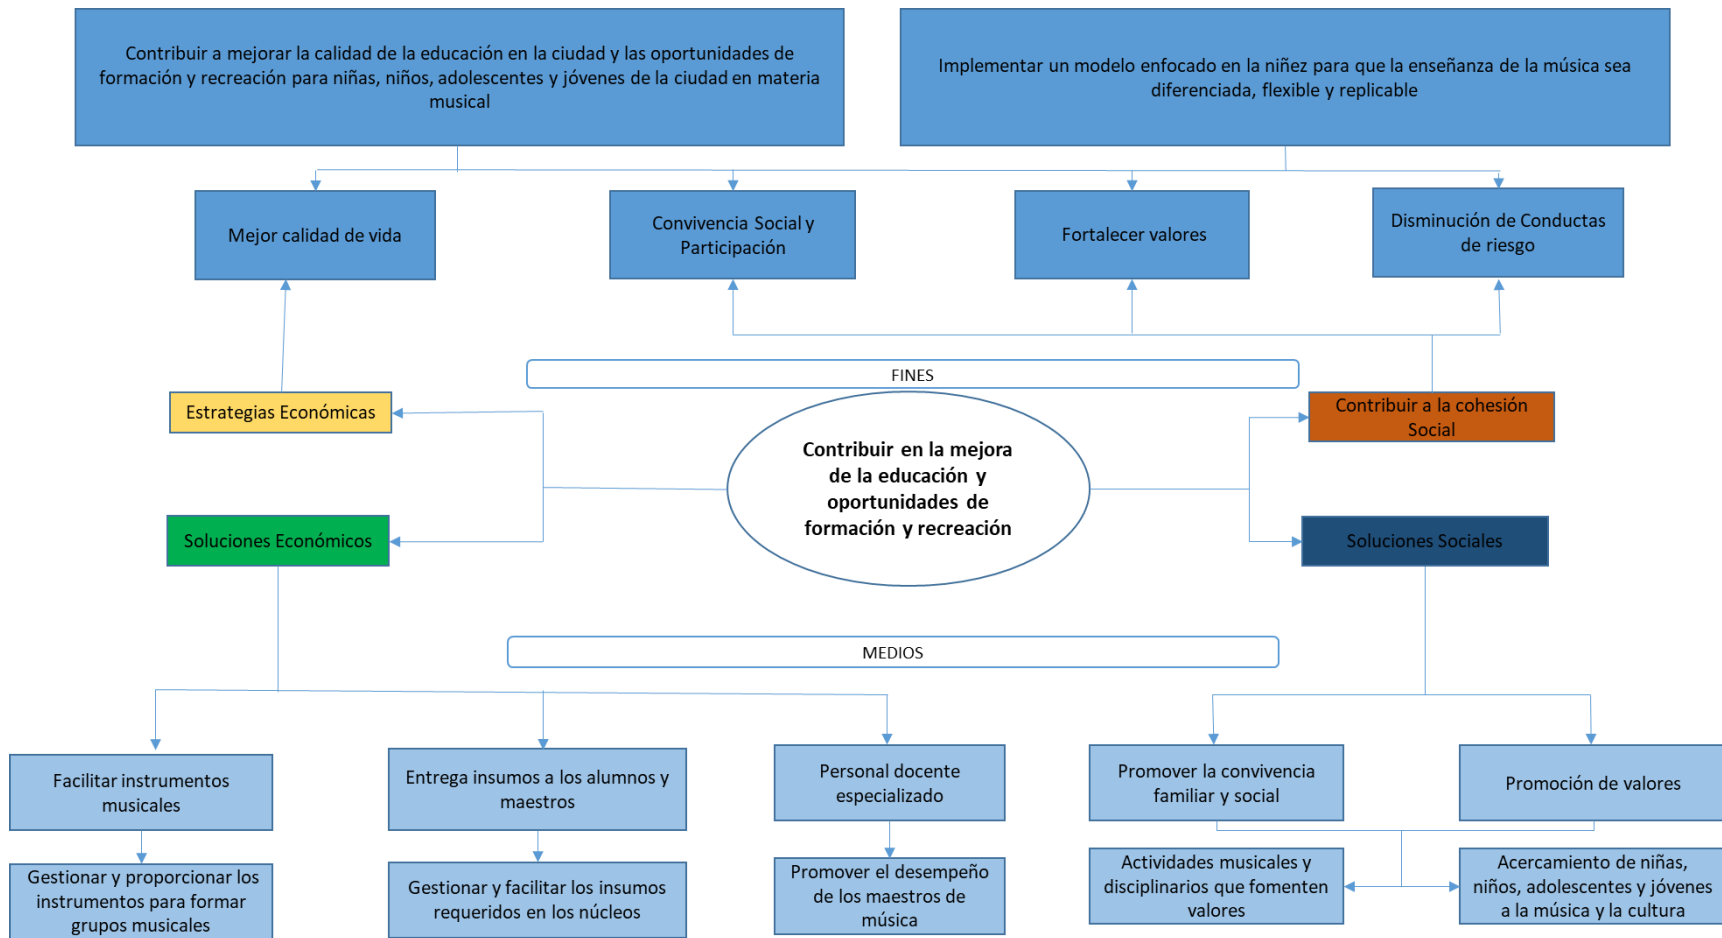 Contribuir a mejorar la calidad de la educación en la ciudad y las oportunidades de
formación y recreación para niñas, niños, adolescentes y jóvenes de la ciudad en materia
musical
Implementar un modelo enfocado en la niñez para que la enseñanza de la música sea
diferenciada, flexible y replicable
Mejor calidad de vida
Convivencia Social y
Participación
Fortalecer valores
Disminución de Conductas
de riesgo
FINES
Estrategias Económicas
Contribuir a la cohesión
Social
Contribuir en la mejora
de la educación y
oportunidades de
formación y recreación
Soluciones Económicos
Soluciones Sociales
MEDIOS
Facilitar instrumentos
musicales
Entrega insumos a los alumnos y
maestros
Personal docente
especializado
Promover la convivencia
familiar y social
Promoción de valores
Gestionar y proporcionar los
instrumentos para formar
grupos musicales
Gestionar y facilitar los insumos
requeridos en los núcleos
Promover el desempeño
de los maestros de
música
Actividades musicales y
disciplinarios que fomenten
valores
Acercamiento de niñas,
niños, adolescentes y jóvenes
a la música y la cultura